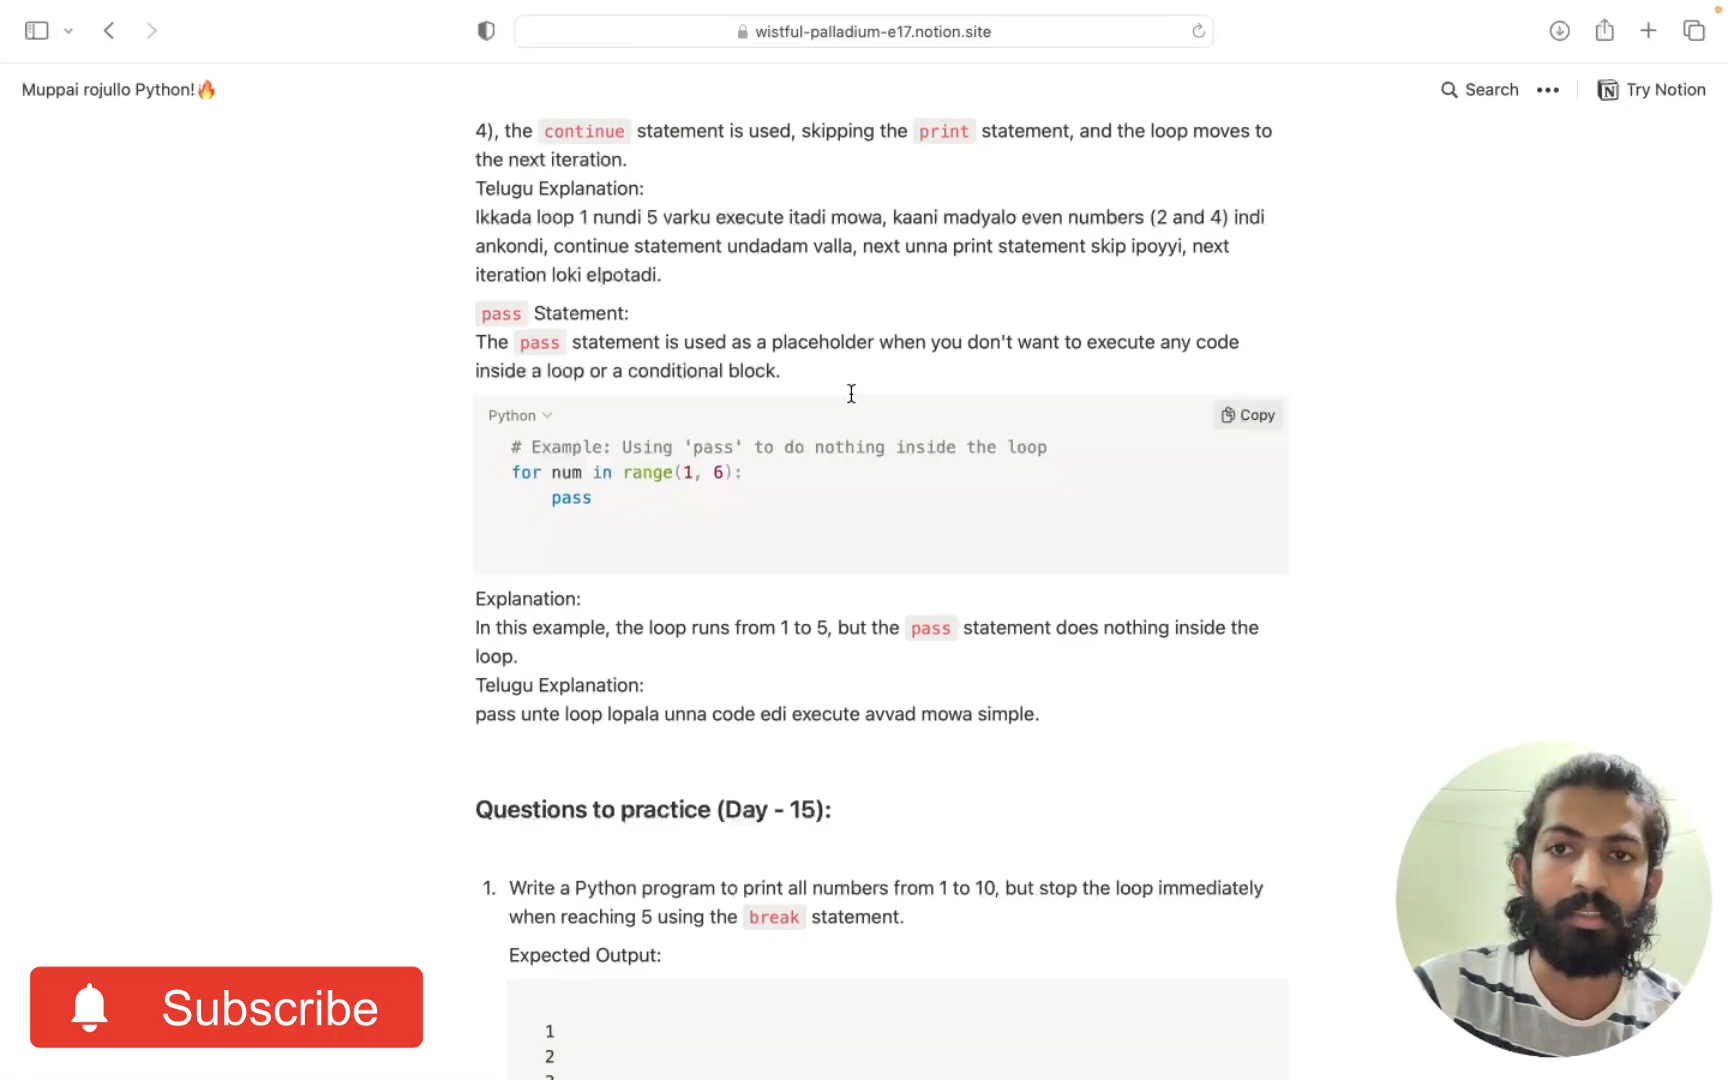 wistful-palladium-e17.notion.site
Muppai rojullo Python!🔥
Search
Try Notion
4), the continue statement is used, skipping the print statement, and the loop moves to
the next iteration.
Telugu Explanation:
Ikkada loop 1 nundi 5 varku execute itadi mowa, kaani madyalo even numbers (2 and 4) indi
ankondi, continue statement undadam valla, next unna print statement skip ipoyyi, next
iteration loki elpotadi.
pass Statement:
The pass statement is used as a placeholder when you don't want to execute any code
inside a loop or a conditional block.
Python
Copy
# Example: Using 'pass' to do nothing inside the loop
for num in range(1, 6):
pass
Explanation:
In this example, the loop runs from 1 to 5, but the pass statement does nothing inside the
loop.
Telugu Explanation:
pass unte loop lopala unna code edi execute avvad mowa simple.
Questions to practice (Day - 15):
1. Write a Python program to print all numbers from 1 to 10, but stop the loop immediately
when reaching 5 using the break statement.
Expected Output:
1
2
Subscribe